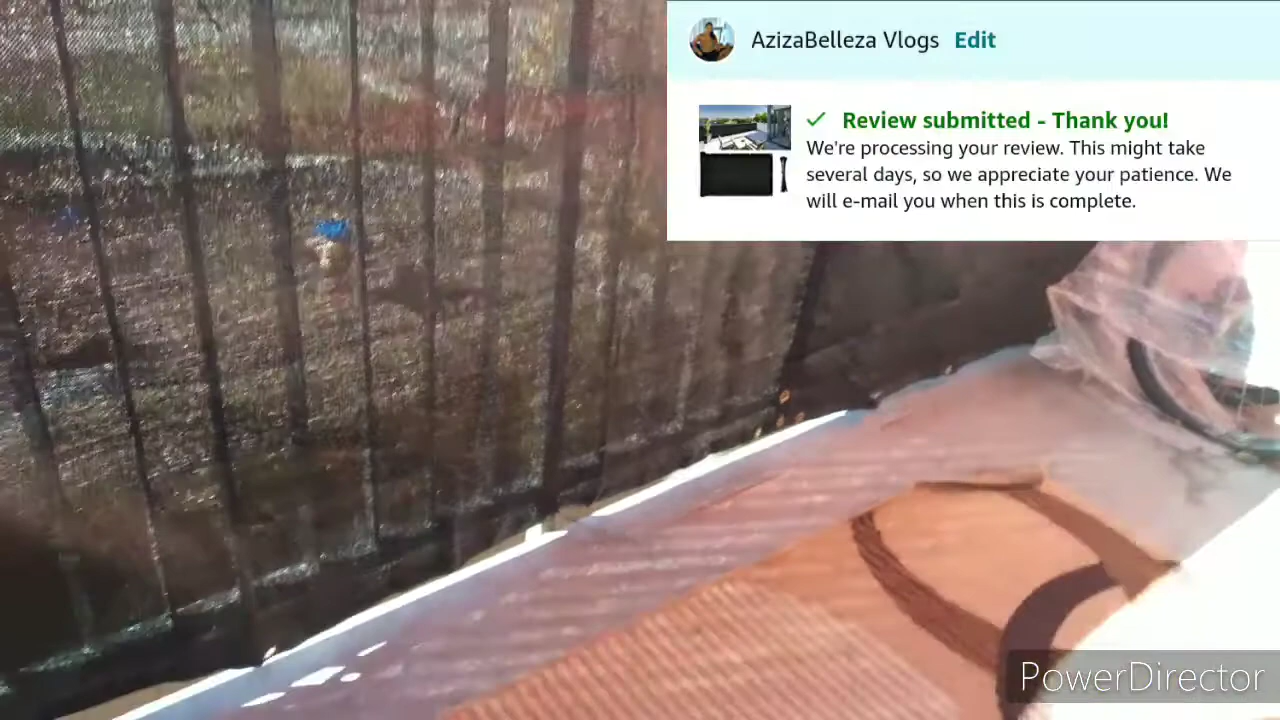 AzizaBelleza Vlogs Edit
Review submitted - Thank you!
We're processing your review. This might take
several days, so we appreciate your patience. We
will e-mail you when this is complete.
PowerDirector